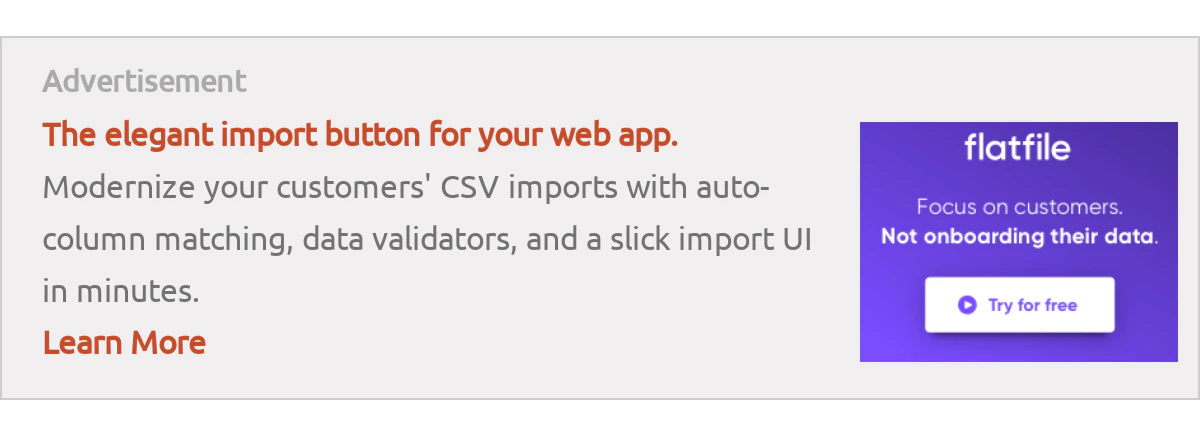 Advertisement
The elegant import button for your web app.
Modernize your customers' CSV imports with auto-
column matching, data validators, and a slick import UI
in minutes.
Learn More
flatfile
Focus on customers.
Not onboarding their data.
Try for free